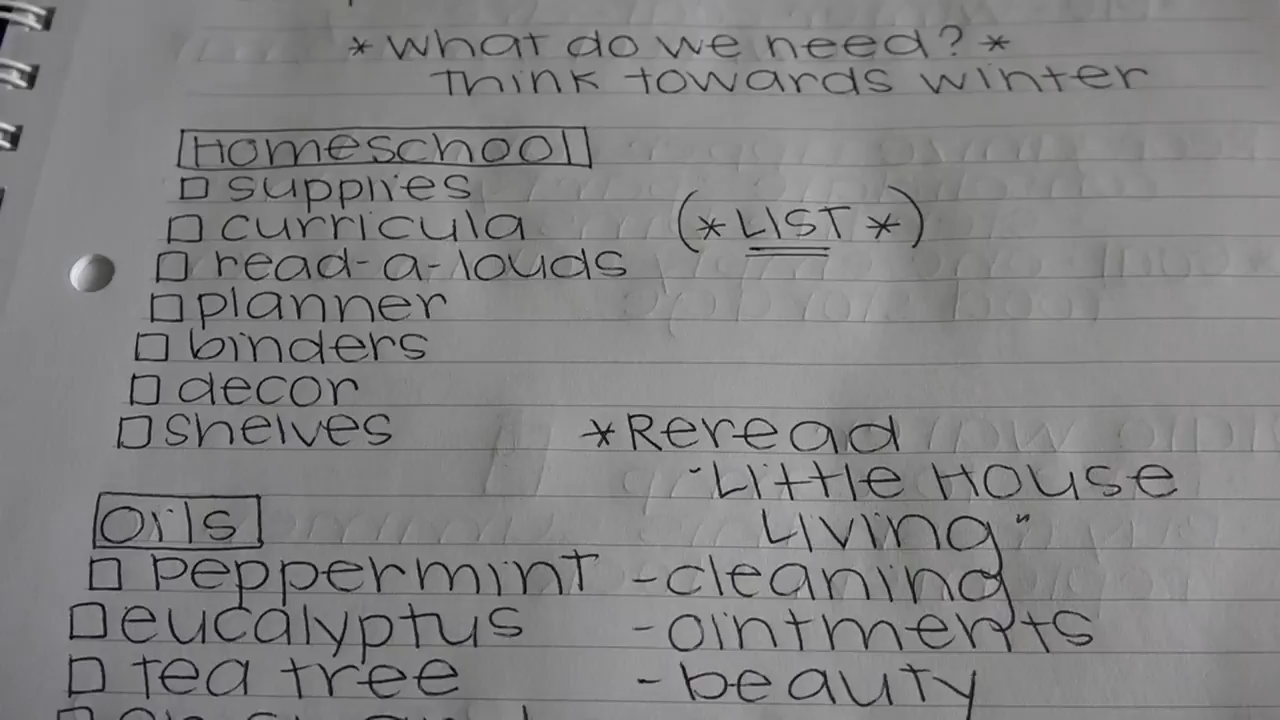 *What do we need?*
Think towards winter
Homeschool
supplies
curricula (*LIST*)
read-a-louds
planner
binders
decor
shelves
*Reread
"Little House
Living"
Oils
peppermint
eucalyptus
tea tree
-cleaning
-ointments
-beauty